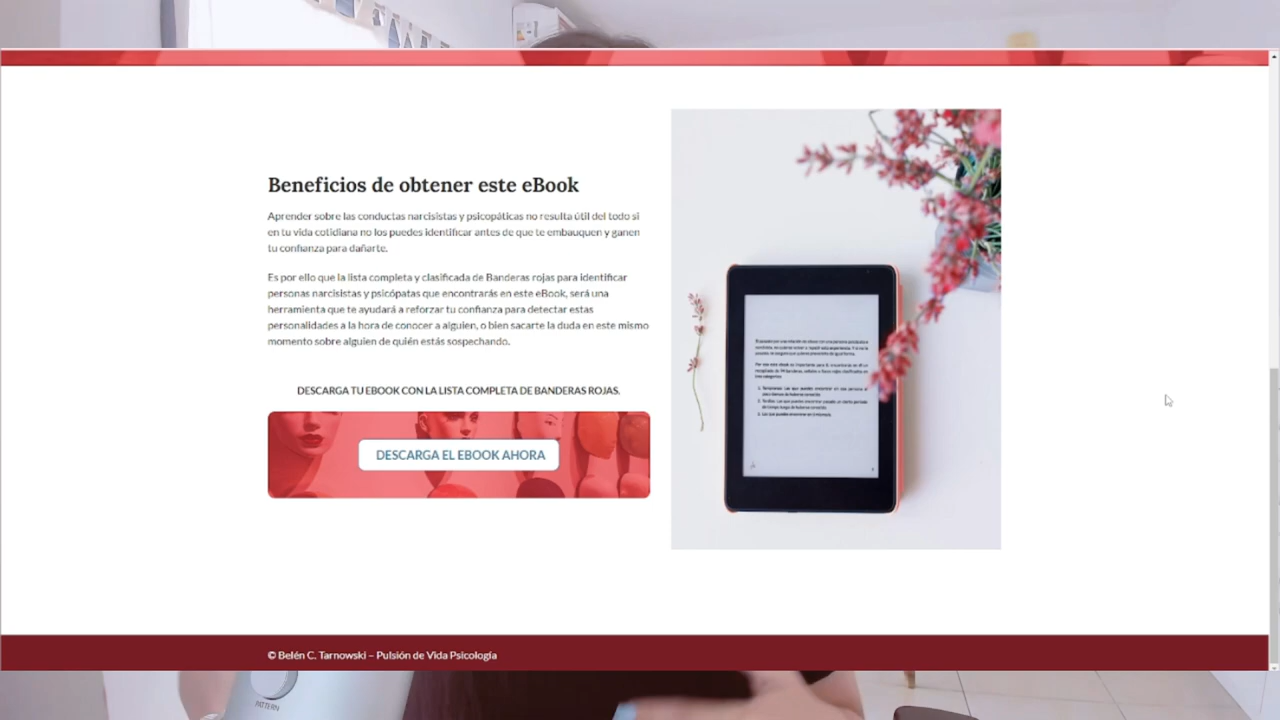 Beneficios de obtener este eBook
Aprender sobre las conductas narcisistas y psicopáticas no resulta útil del todo si
en tu vida cotidiana no los puedes identificar antes de que te embauquen y ganen
tu confianza para dañarte.
Es por ello que la lista completa y clasificada de Banderas rojas para identificar
personas narcisistas y psicópatas que encontrarás en este eBook, será una
herramienta que te ayudará a reforzar tu confianza para detectar estas
personalidades a la hora de conocer a alguien, o bien sacarte la duda en este mismo
momento sobre alguien de quién estás sospechando.
DESCARGA TU EBOOK CON LA LISTA COMPLETA DE BANDERAS ROJAS.
DESCARGA EL EBOOK AHORA
© Belén C. Tarnowski – Pulsión de Vida Psicología
PATTERN